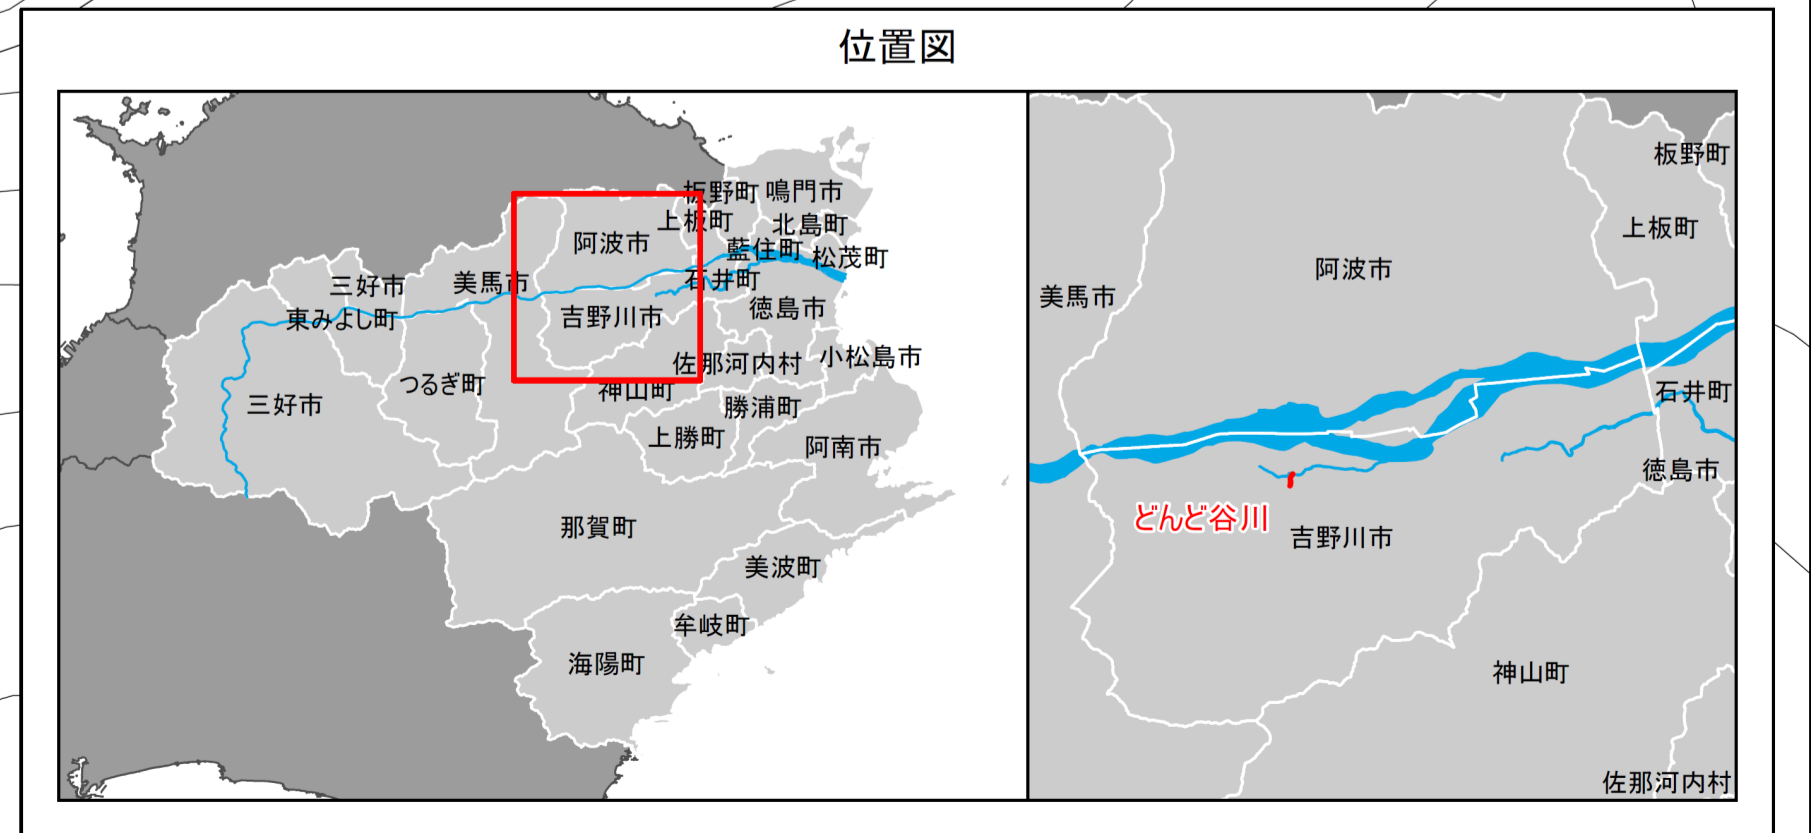 位置図
板野町
鳴門市
上板町
北島町
阿波市
藍住町
松茂町
三好市
美馬市
石井町
東みよし町
吉野川市
徳島市
佐那河内村
小松島市
つるぎ町
神山町
三好市
勝浦町
上勝町
阿南市
那賀町
美波町
牟岐町
海陽町
板野町
上板町
阿波市
美馬市
石井町
徳島市
どんど谷川
吉野川市
神山町
佐那河内村